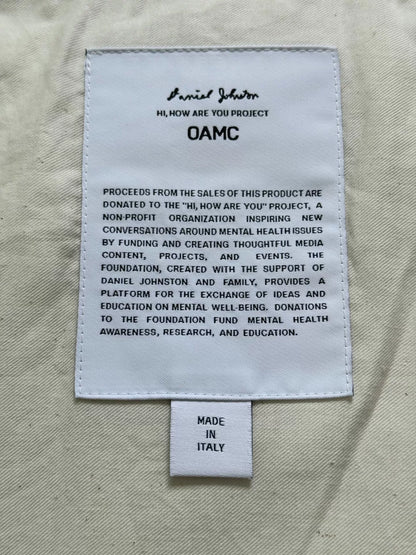 Daniel Johnston
HI, HOW ARE YOU PROJECT
OAMC
PROCEEDS FROM THE SALES OF THIS PRODUCT ARE
DONATED TO THE "HI, HOW ARE YOU" PROJECT, A
NON-PROFIT ORGANIZATION INSPIRING NEW
CONVERSATIONS AROUND MENTAL HEALTH ISSUES
BY FUNDING AND CREATING THOUGHTFUL MEDIA
CONTENT, PROJECTS, AND EVENTS. THE
FOUNDATION, CREATED WITH THE SUPPORT OF
DANIEL JOHNSTON AND FAMILY, PROVIDES A
PLATFORM FOR THE EXCHANGE OF IDEAS AND
EDUCATION ON MENTAL WELL-BEING. DONATIONS
TO THE FOUNDATION FUND MENTAL HEALTH
AWARENESS, RESEARCH, AND EDUCATION.
MADE
IN
ITALY